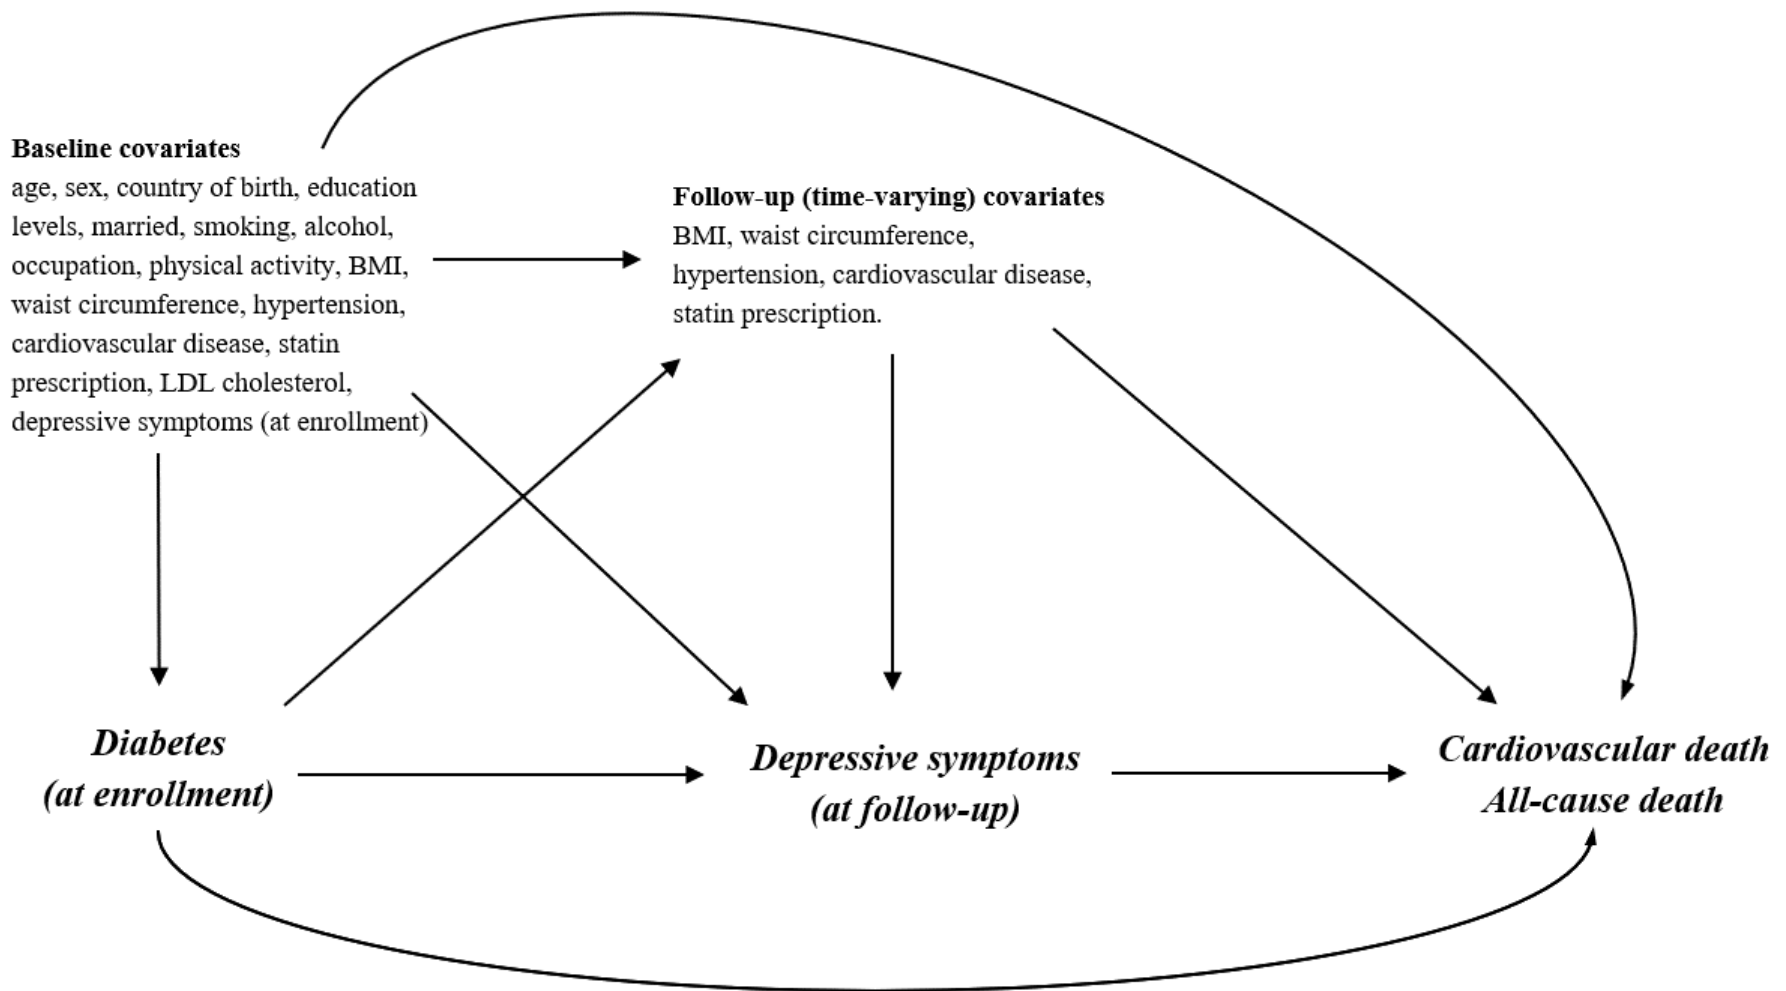 Baseline covariates
age, sex, country of birth, education
levels, married, smoking, alcohol,
occupation, physical activity, BMI,
waist circumference, hypertension,
cardiovascular disease, statin
prescription, LDL cholesterol,
depressive symptoms (at enrollment)
Follow-up (time-varying) covariates
BMI, waist circumference,
hypertension, cardiovascular disease,
statin prescription.
Diabetes
(at enrollment)
Depressive symptoms
(at follow-up)
Cardiovascular death
All-cause death